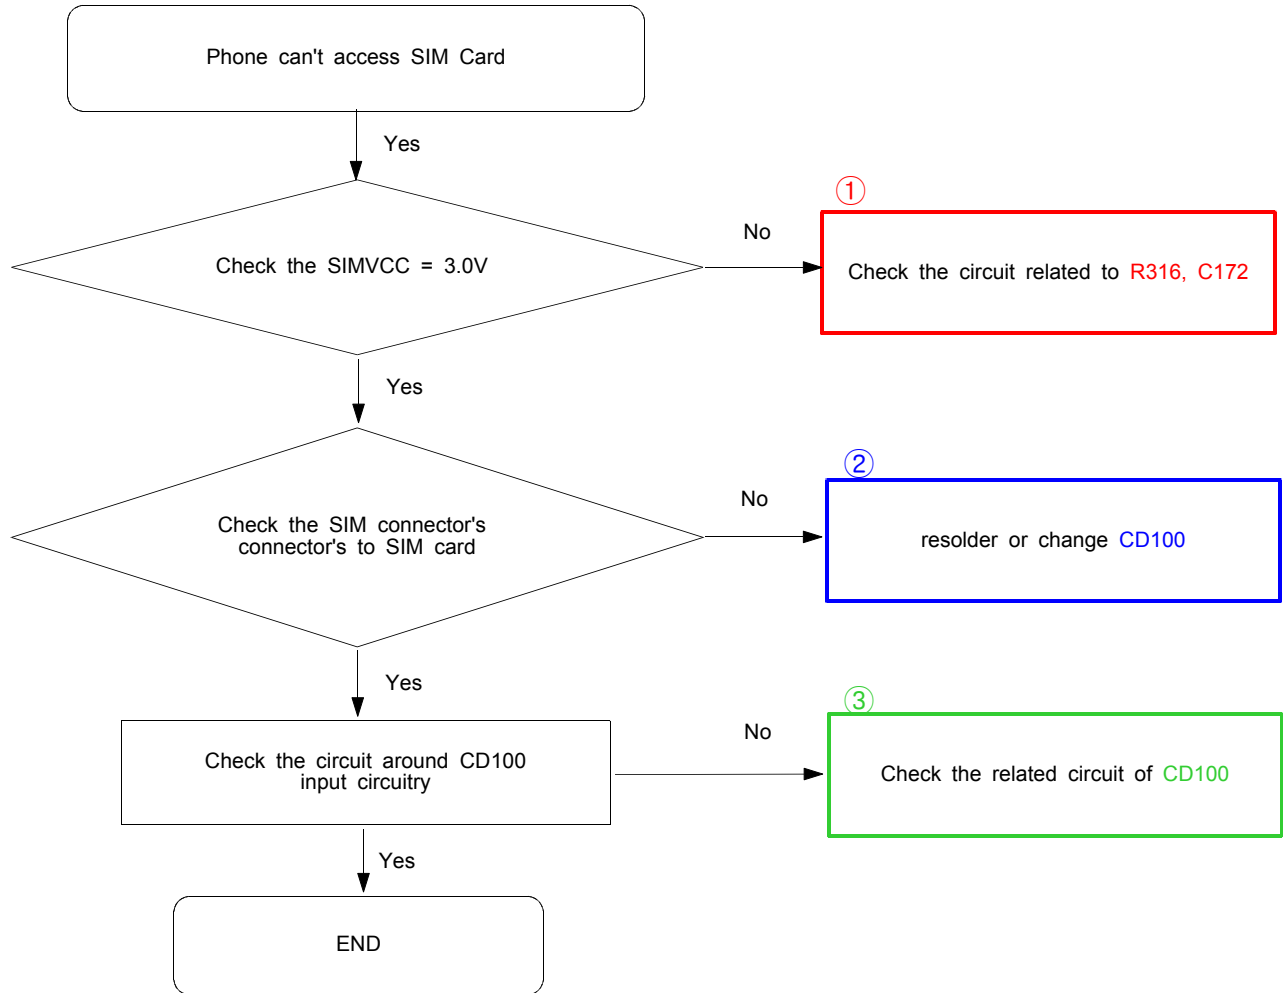 Phone can't access SIM Card
Yes
①
No
Check the SIMVCC = 3.0V
Check the circuit related to R316, C172
Yes
②
No
Check the SIM connector's
connector's to SIM card
resolder or change CD100
Yes
③
No
Check the circuit around CD100
input circuitry
Check the related circuit of CD100
Yes
END